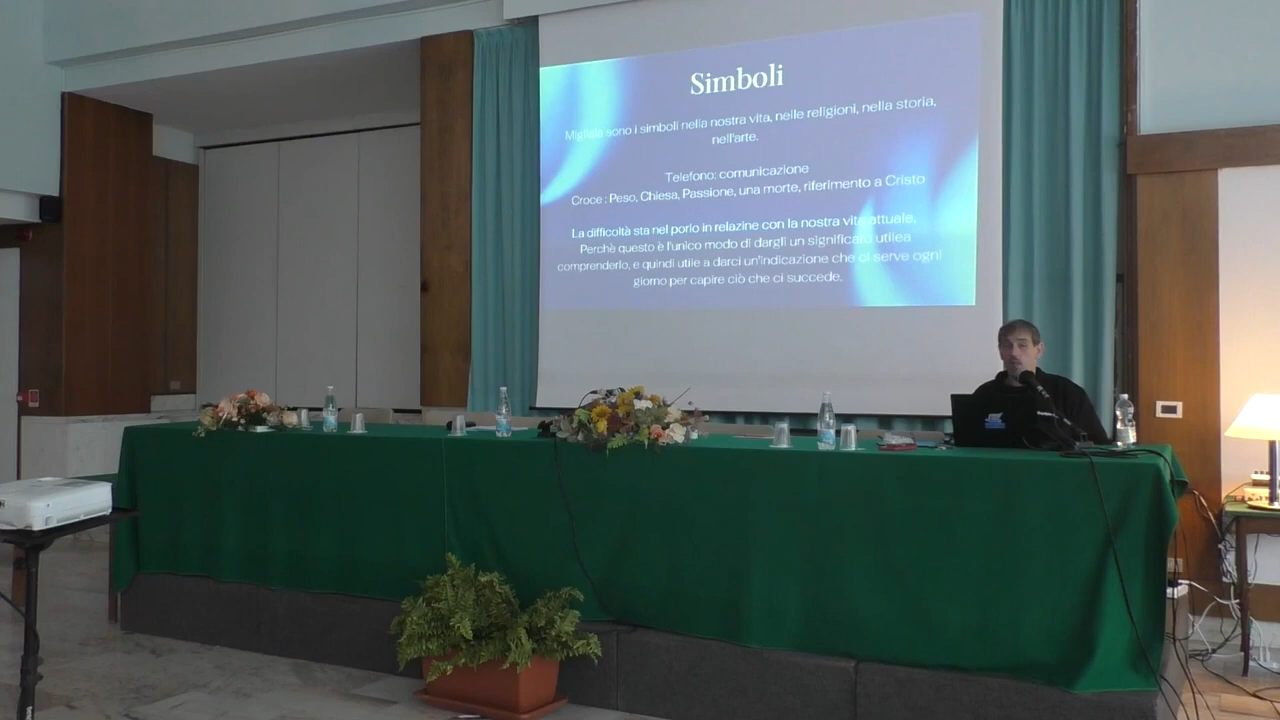 Simboli
Migliaia sono i simboli nella nostra vita, nelle religioni, nella storia,
nell'arte.
Telefono: comunicazione
Croce : Peso, Chiesa, Passione, una morte, riferimento a Cristo
La difficoltà sta nel porlo in relazine con la nostra vita attuale,
Perchè questo è l'unico modo di dargli un significato utilea
comprenderlo, e quindi utile a darci un'indicazione che ci serve ogni
giorno per capire ciò che ci succede.